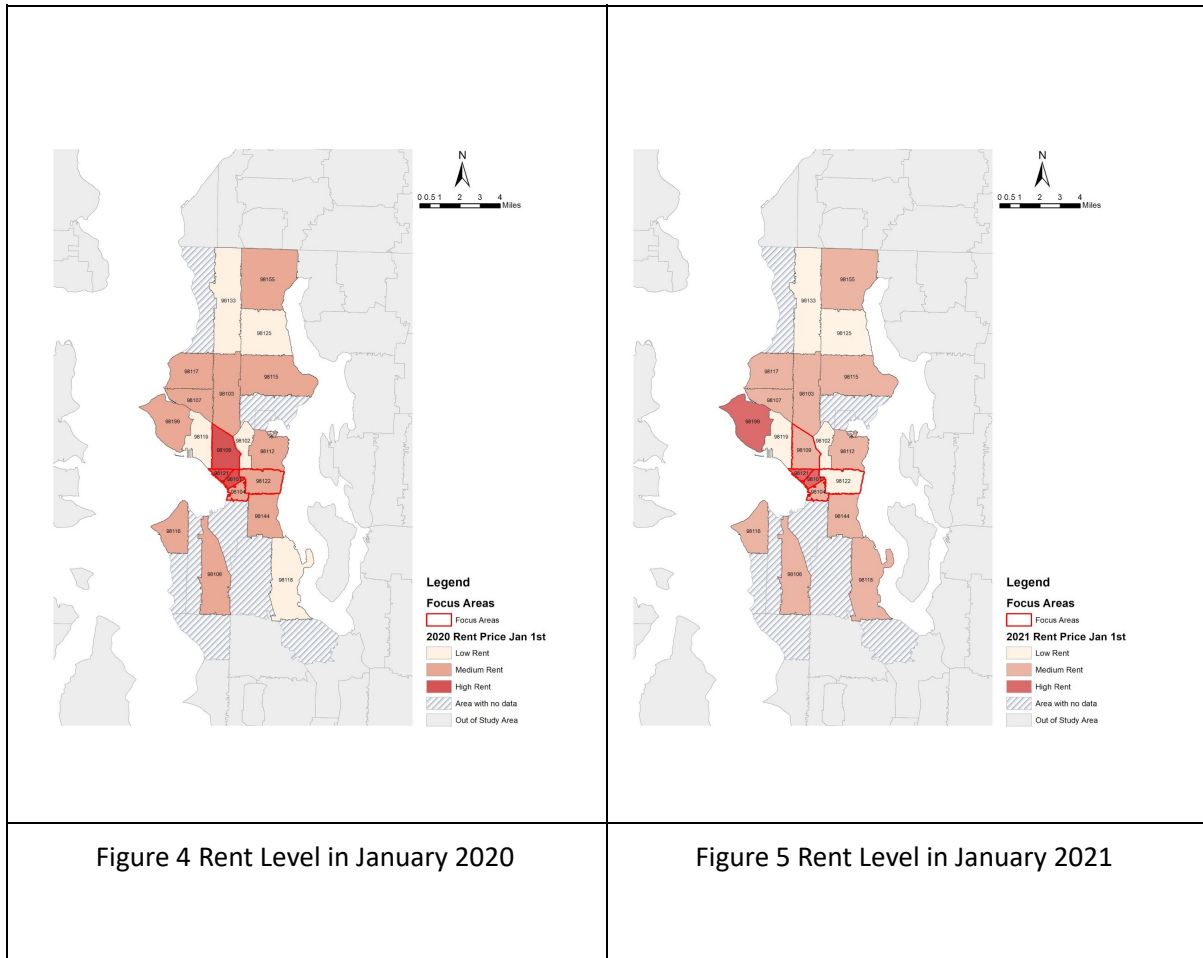 N
0 0.5 1 2 3 4
Miles
98155
98133
98125
98117
98115
98103
98107
98199
98119
98102
98109
98112
98121
98101
98122
98104
98144
98116
98106
98118
Legend
Focus Areas
Focus Areas
2020 Rent Price Jan 1st
Low Rent
Medium Rent
High Rent
Area with no data
Out of Study Area
Figure 4 Rent Level in January 2020
N
0 0.5 1 2 3 4
Miles
98155
98133
98125
98117
98115
98103
98107
98199
98119
98102
98109
98112
98121
98101
98122
98104
98144
98116
98106
98118
Legend
Focus Areas
Focus Areas
2021 Rent Price Jan 1st
Low Rent
Medium Rent
High Rent
Area with no data
Out of Study Area
Figure 5 Rent Level in January 2021